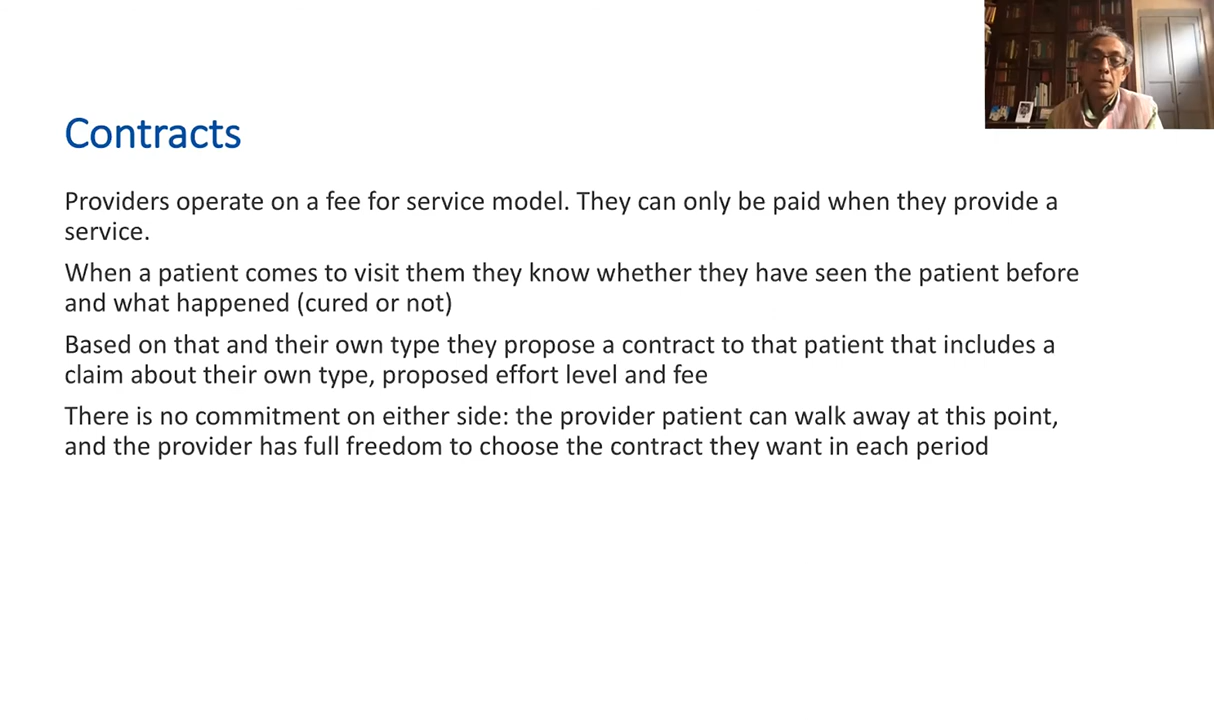 Contracts
Providers operate on a fee for service model. They can only be paid when they provide a
service.
When a patient comes to visit them they know whether they have seen the patient before
and what happened (cured or not)
Based on that and their own type they propose a contract to that patient that includes a
claim about their own type, proposed effort level and fee
There is no commitment on either side: the provider patient can walk away at this point,
and the provider has full freedom to choose the contract they want in each period